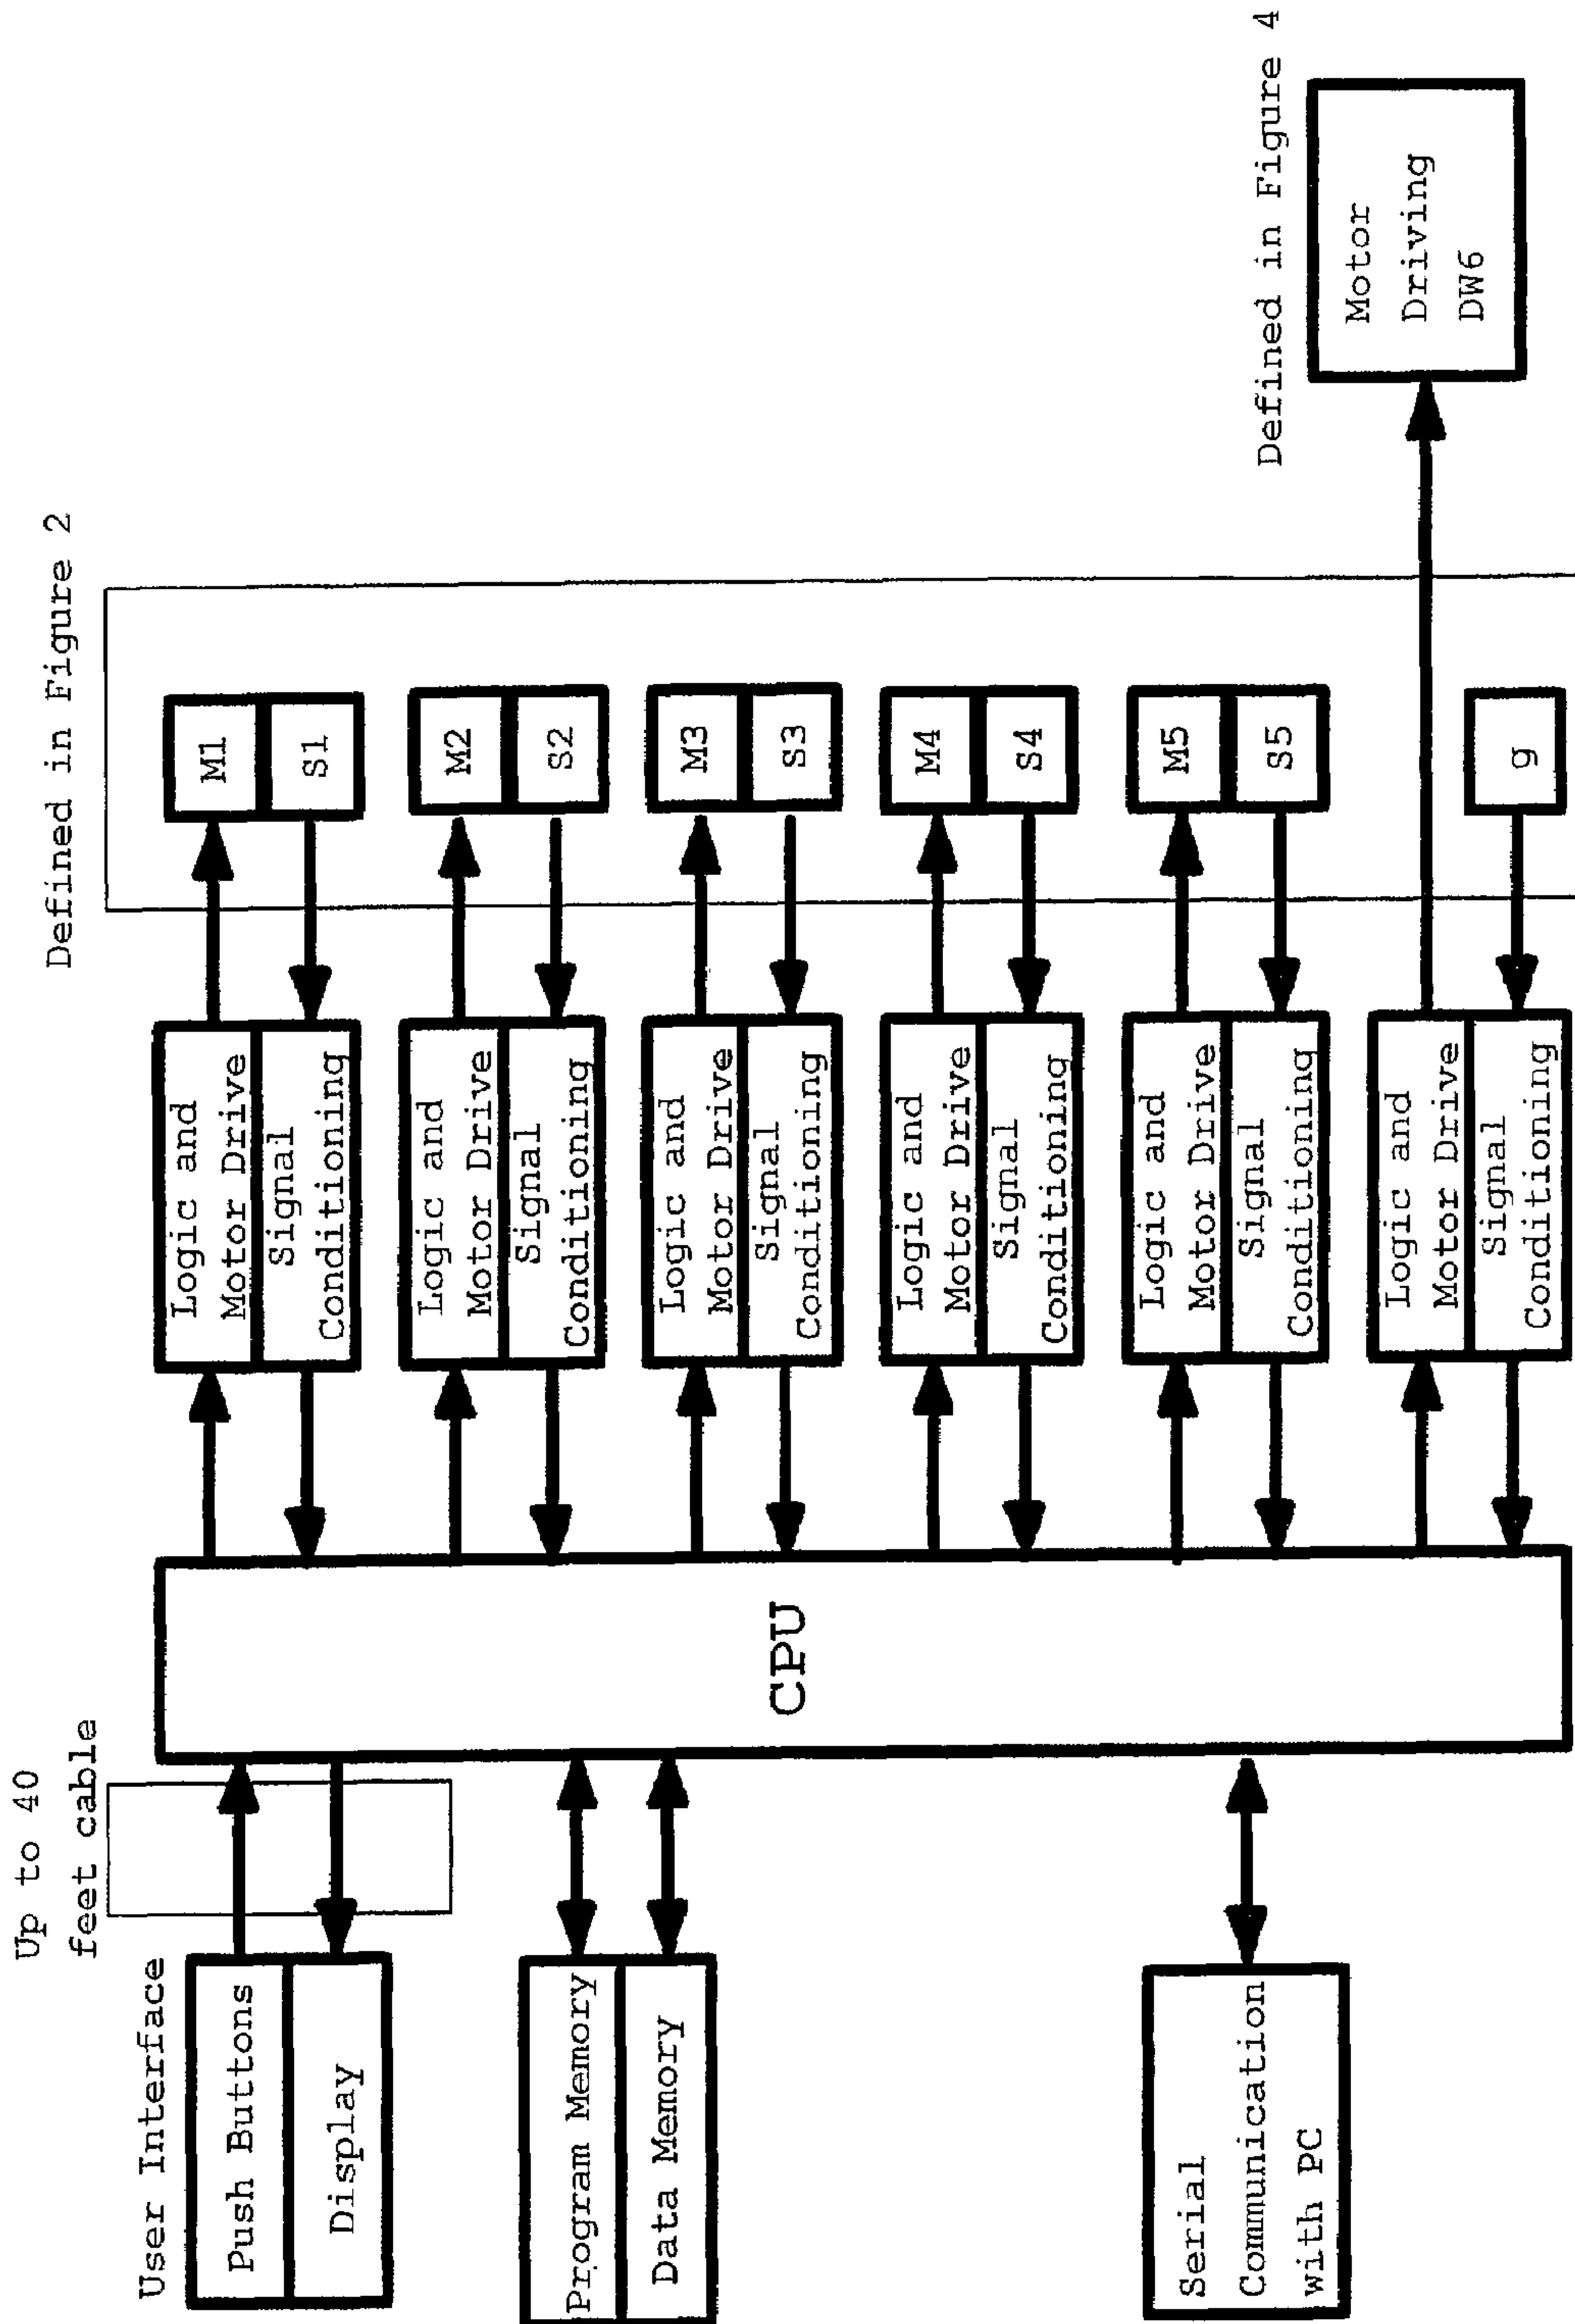 Up to 40
feet cable
User Interface
Push Buttons
Display
Program Memory
Data Memory
Serial
Communication
with PC
CPU
Logic and
Motor Drive
Signal
Conditioning
Logic and
Motor Drive
Signal
Conditioning
Logic and
Motor Drive
Signal
Conditioning
Logic and
Motor Drive
Signal
Conditioning
Logic and
Motor Drive
Signal
Conditioning
Logic and
Motor Drive
Signal
Conditioning
Defined in Figure 2
M1
S1
M2
S2
M3
S3
M4
S4
M5
S5
g
Defined in Figure 4
Motor
Driving
DW6